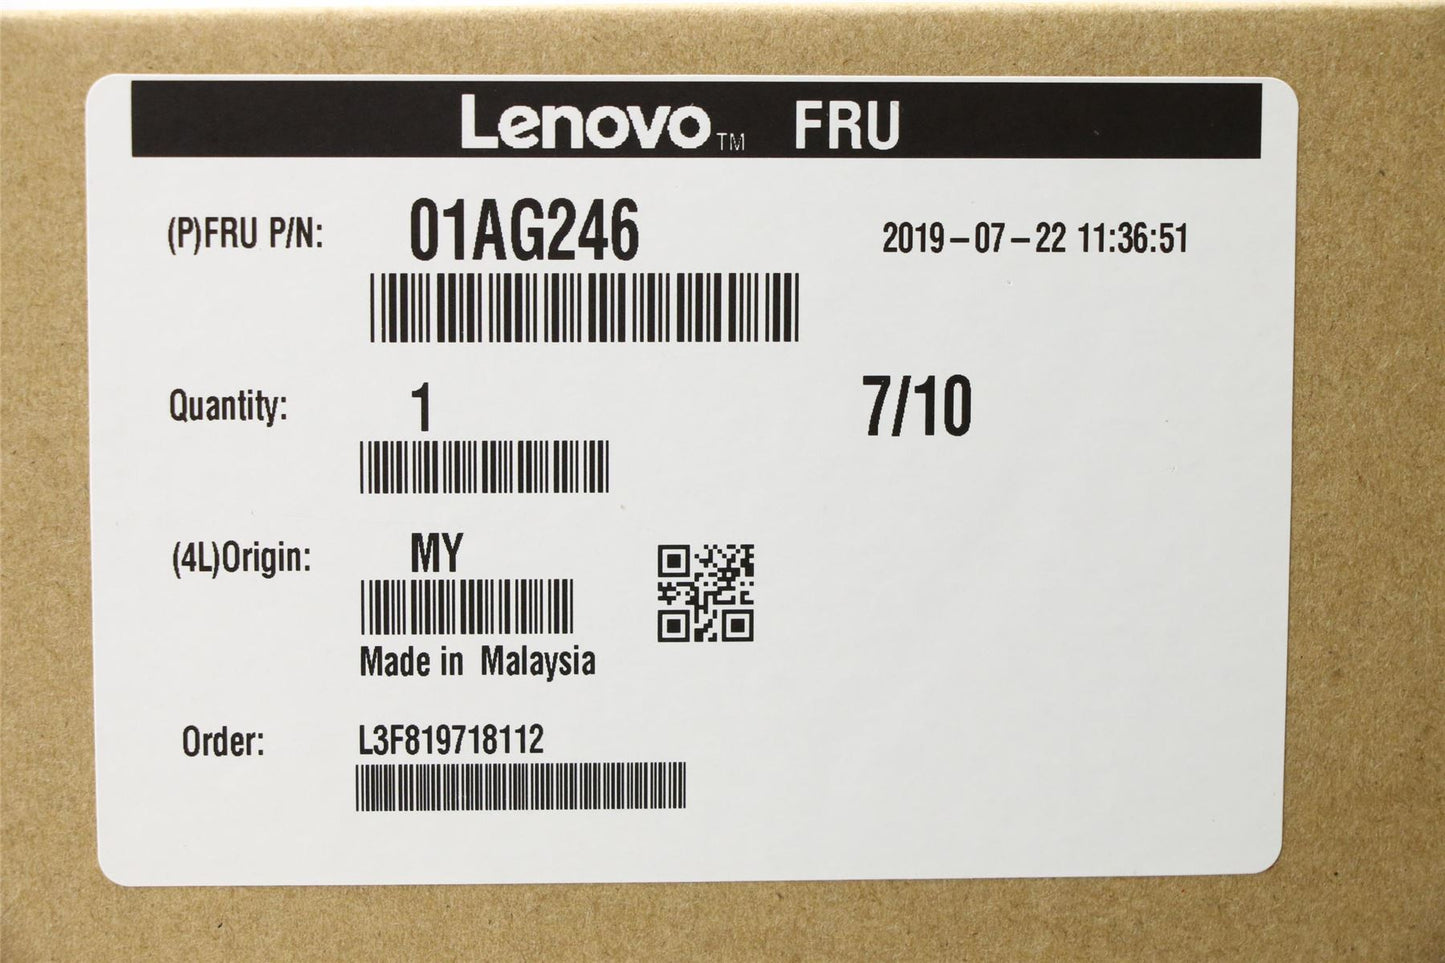 Lenovo™ FRU
(P)FRU P/N: 01AG246 2019-07-22 11:36:51
Quantity: 1 7/10
(4L)Origin: MY
Made in Malaysia
Order: L3F819718112